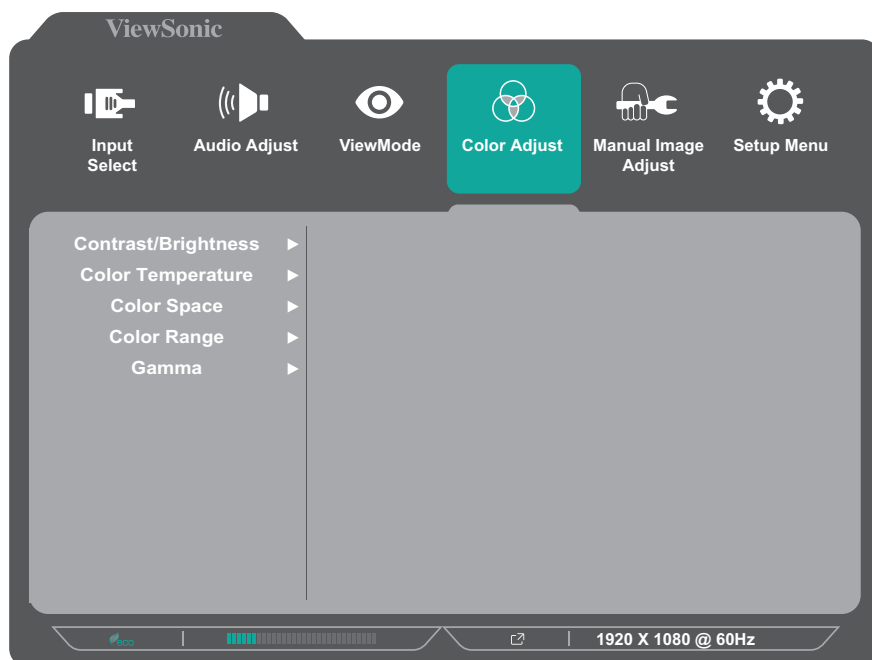 ViewSonic
Input
Select
Audio Adjust
ViewMode
Color Adjust
Manual Image
Adjust
Setup Menu
Contrast/Brightness
Color Temperature
Color Space
Color Range
Gamma
eco
1920 X 1080 @ 60Hz